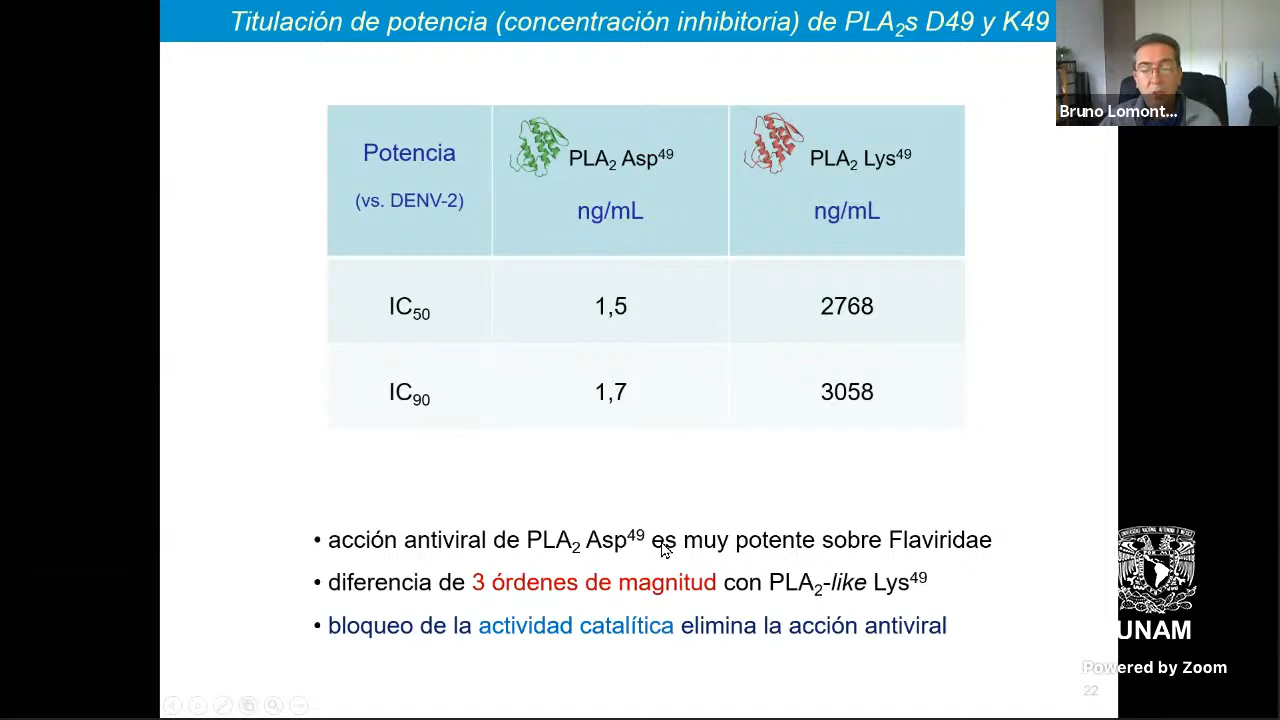 Titulación de potencia (concentración inhibitoria) de PLA₂s D49 y K49
Bruno Lomont...
Potencia
(vs. DENV-2)
PLA₂ Asp⁴⁹
ng/mL
PLA₂ Lys⁴⁹
ng/mL
IC₅₀ 1,5 2768
IC₉₀ 1,7 3058
• acción antiviral de PLA₂ Asp⁴⁹ es muy potente sobre Flaviridae
• diferencia de 3 órdenes de magnitud con PLA₂-like Lys⁴⁹
• bloqueo de la actividad catalítica elimina la acción antiviral
UNAM
Powered by Zoom
22